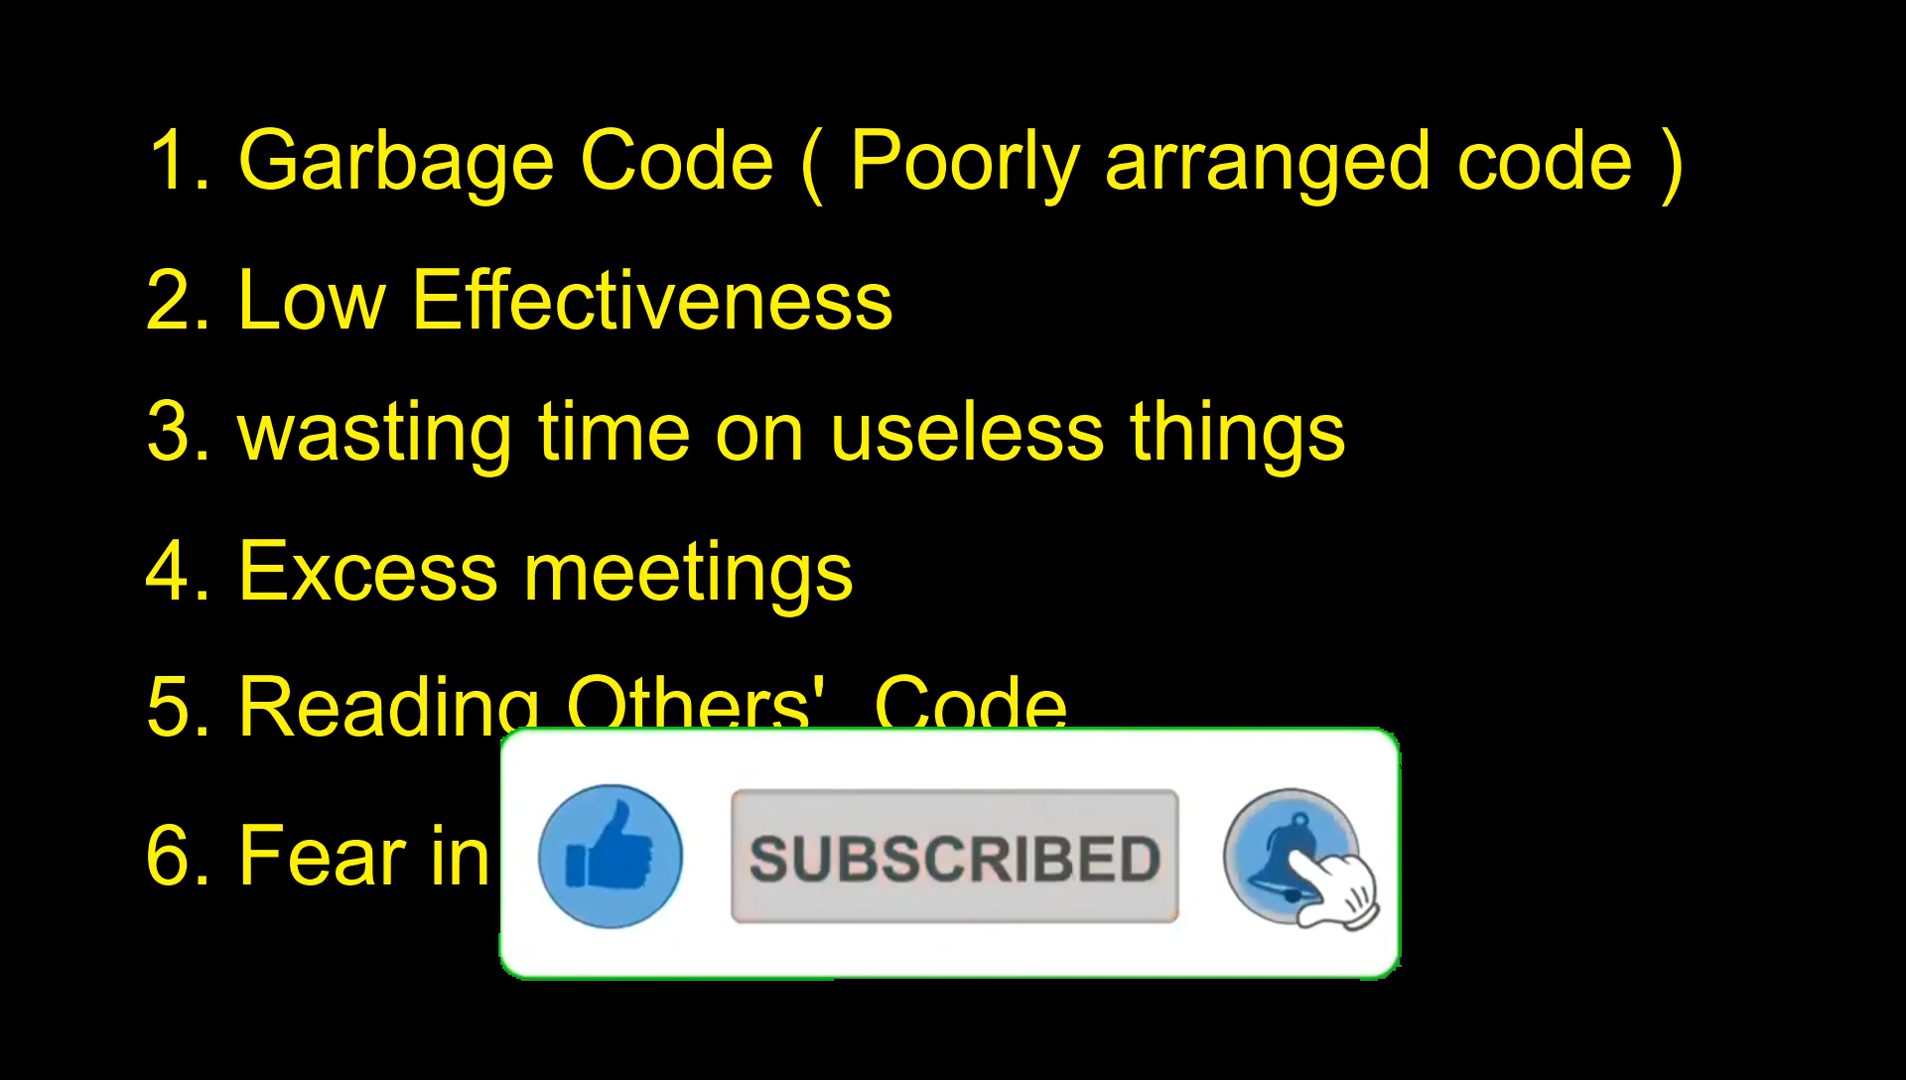 1. Garbage Code ( Poorly arranged code )
2. Low Effectiveness
3. wasting time on useless things
4. Excess meetings
5. Reading Others' Code
6. Fear in
SUBSCRIBED